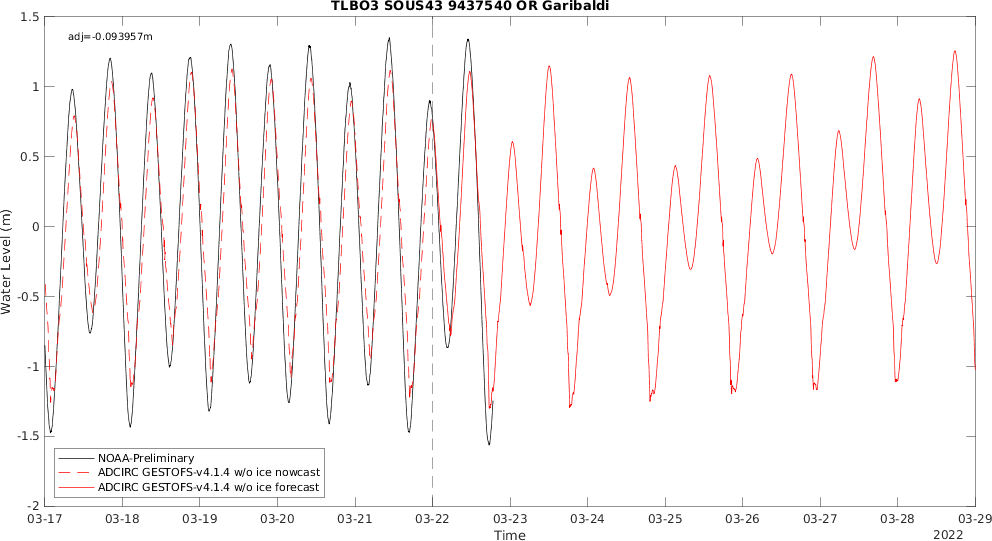 TLBO3 SOUS43 9437540 OR Garibaldi
adj=-0.093957m
1.5
1
0.5
0
-0.5
-1
-1.5
-2
Water Level (m)
NOAA-Preliminary
ADCIRC GESTOFS-v4.1.4 w/o ice nowcast
ADCIRC GESTOFS-v4.1.4 w/o ice forecast
03-17 03-18 03-19 03-20 03-21 03-22 03-23 03-24 03-25 03-26 03-27 03-28 03-29
Time
2022